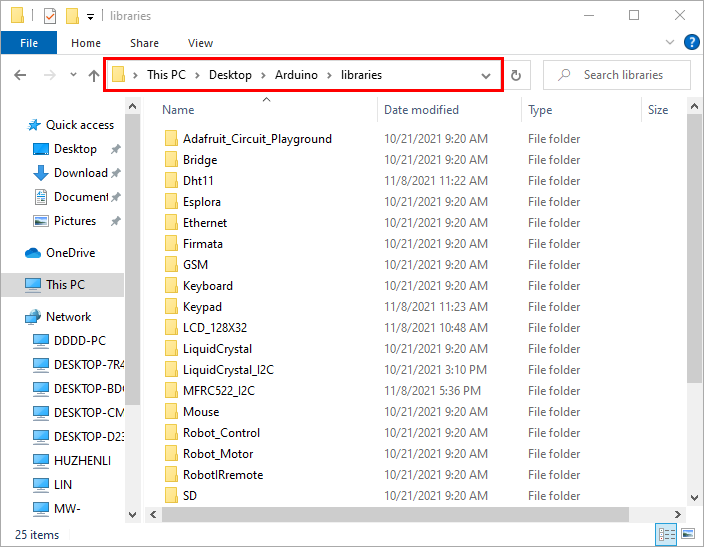 libraries
File Home Share View
This PC Desktop Arduino libraries Search libraries
Name Date modified Type Size
Quick access
Desktop
Download
Document
Pictures
OneDrive
This PC
Network
DDDD-PC
DESKTOP-7R4
DESKTOP-BD
DESKTOP-CM
DESKTOP-D23
HUZHENLI
LIN
MW-
Adafruit_Circuit_Playground 10/21/2021 9:20 AM File folder
Bridge 10/21/2021 9:20 AM File folder
Dht11 11/8/2021 11:22 AM File folder
Esplora 10/21/2021 9:20 AM File folder
Ethernet 10/21/2021 9:20 AM File folder
Firmata 10/21/2021 9:20 AM File folder
GSM 10/21/2021 9:20 AM File folder
Keyboard 10/21/2021 9:20 AM File folder
Keypad 11/8/2021 11:23 AM File folder
LCD_128X32 11/8/2021 10:48 AM File folder
LiquidCrystal 10/21/2021 9:20 AM File folder
LiquidCrystal_I2C 10/21/2021 3:10 PM File folder
MFRC522_I2C 11/8/2021 5:36 PM File folder
Mouse 10/21/2021 9:20 AM File folder
Robot_Control 10/21/2021 9:20 AM File folder
Robot_Motor 10/21/2021 9:20 AM File folder
RobotIRremote 10/21/2021 9:20 AM File folder
SD 10/21/2021 9:20 AM File folder
25 items